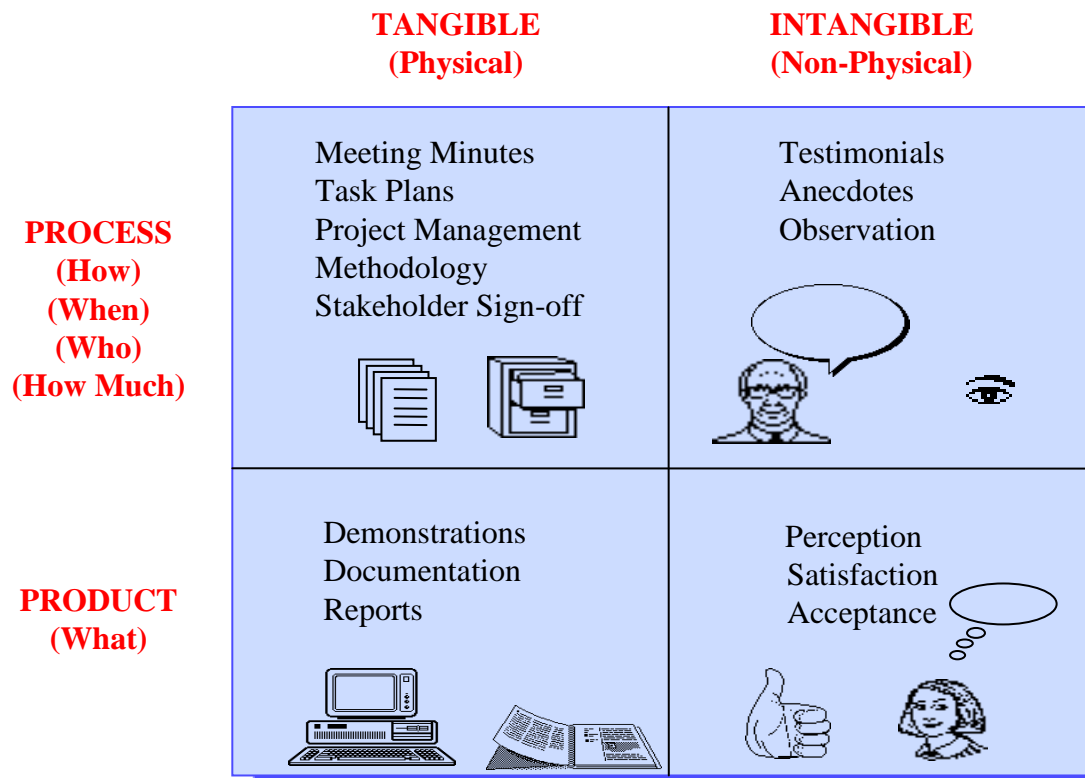 TANGIBLE
(Physical)
INTANGIBLE
(Non-Physical)
PROCESS
(How)
(When)
(Who)
(How Much)
Meeting Minutes
Task Plans
Project Management
Methodology
Stakeholder Sign-off
Testimonials
Anecdotes
Observation
PRODUCT
(What)
Demonstrations
Documentation
Reports
Perception
Satisfaction
Acceptance